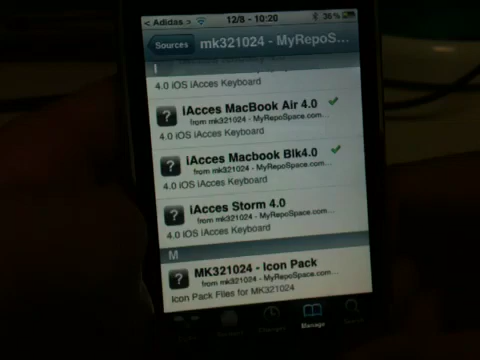 < Adidas > 12/8 - 10:20 36%
Sources mk321024 - MyRepoS...
I
4.0 iOS iAcces Keyboard
iAcces MacBook Air 4.0
from mk321024 - MyRepoSpace.com...
4.0 iOS iAcces Keyboard
iAcces Macbook Blk4.0
from mk321024 - MyRepoSpace.com...
4.0 iOS iAcces Keyboard
iAcces Storm 4.0
from mk321024 - MyRepoSpace.com...
4.0 iOS iAcces Keyboard
M
MK321024 - Icon Pack
from mk321024 - MyRepoSpace.com...
Icon Pack Files for MK321024
Changes Manage Search